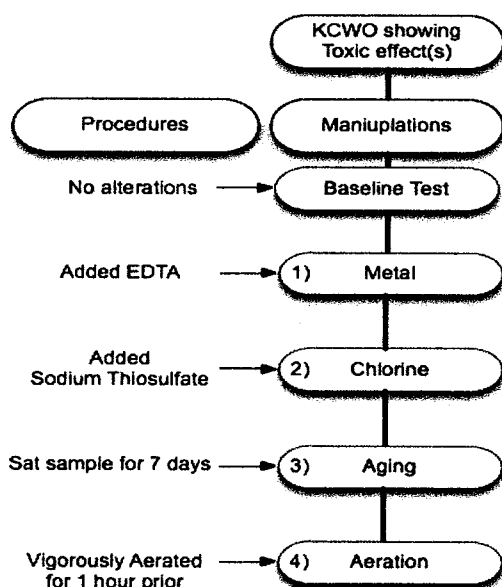 KCWO showing
Toxic effect(s)
Procedures
Maniuplations
No alterations
Baseline Test
Added EDTA
1) Metal
Added
Sodium Thiosulfate
2) Chlorine
Sat sample for 7 days
3) Aging
Vigorously Aerated
for 1 hour prior
4) Aeration